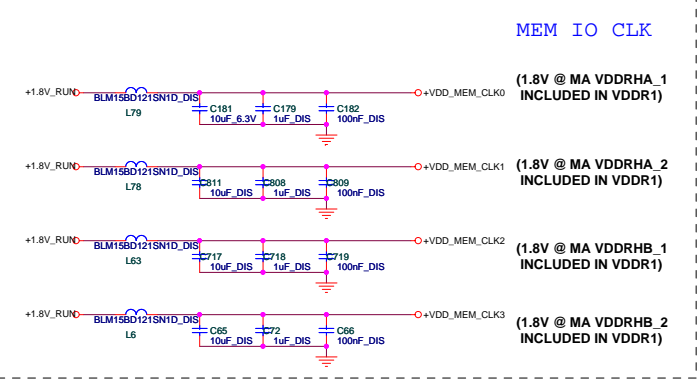 MEM IO CLK
+1.8V_RUN
BLM15BD121SN1D_DIS
L79
C181
10uF_6.3V
C179
1uF_DIS
C182
100nF_DIS
+VDD_MEM_CLK0
(1.8V @ MA VDDRHA_1
INCLUDED IN VDDR1)
+1.8V_RUN
BLM15BD121SN1D_DIS
L78
C811
10uF_DIS
C808
1uF_DIS
C809
100nF_DIS
+VDD_MEM_CLK1
(1.8V @ MA VDDRHA_2
INCLUDED IN VDDR1)
+1.8V_RUN
BLM15BD121SN1D_DIS
L63
C717
10uF_DIS
C718
1uF_DIS
C719
100nF_DIS
+VDD_MEM_CLK2
(1.8V @ MA VDDRHB_1
INCLUDED IN VDDR1)
+1.8V_RUN
BLM15BD121SN1D_DIS
L6
C65
10uF_DIS
C72
1uF_DIS
C66
100nF_DIS
+VDD_MEM_CLK3
(1.8V @ MA VDDRHB_2
INCLUDED IN VDDR1)